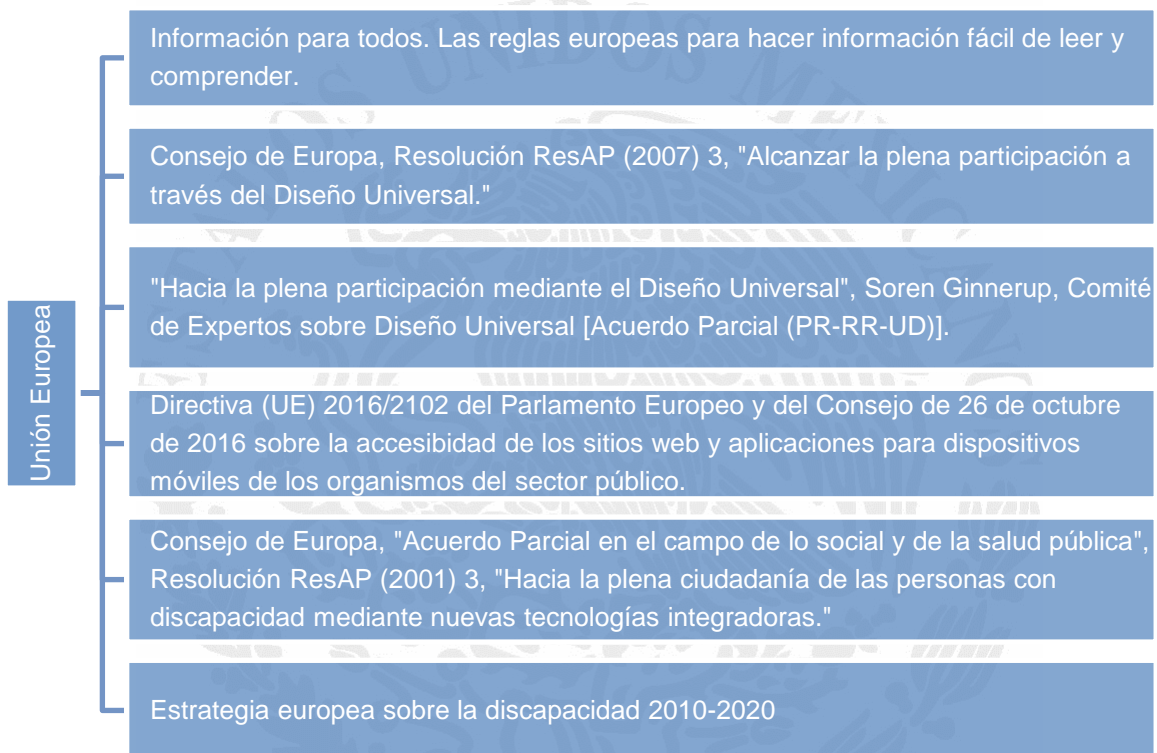 Información para todos. Las reglas europeas para hacer información fácil de leer y
comprender.
Consejo de Europa, Resolución ResAP (2007) 3, "Alcanzar la plena participación a
través del Diseño Universal."
"Hacia la plena participación mediante el Diseño Universal", Soren Ginnerup, Comité
de Expertos sobre Diseño Universal [Acuerdo Parcial (PR-RR-UD)].
Unión Europea
Directiva (UE) 2016/2102 del Parlamento Europeo y del Consejo de 26 de octubre
de 2016 sobre la accesibidad de los sitios web y aplicaciones para dispositivos
móviles de los organismos del sector público.
Consejo de Europa, "Acuerdo Parcial en el campo de lo social y de la salud pública",
Resolución ResAP (2001) 3, "Hacia la plena ciudadanía de las personas con
discapacidad mediante nuevas tecnologías integradoras."
Estrategia europea sobre la discapacidad 2010-2020